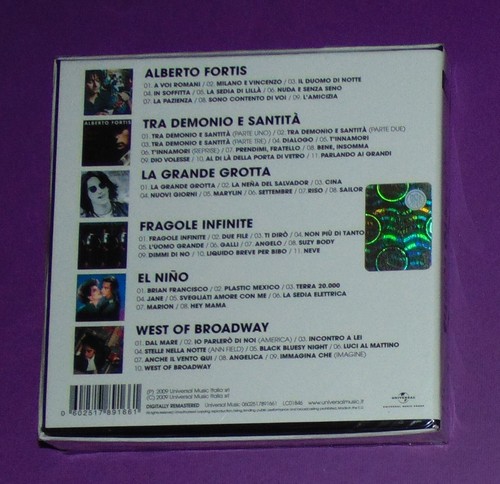 ALBERTO FORTIS
01. A VOI ROMANI / 02. MILANO E VINCENZO / 03. IL DUOMO DI NOTTE
04. IN SOFFITTA / 05. LA SEDIA DI LILLÀ / 06. NUDA E SENZA SENO
07. LA PAZIENZA / 08. SONO CONTENTO DI VOI / 09. L'AMICIZIA
ALBERTO FORTIS
TRA DEMONIO E SANTITÀ
01. TRA DEMONIO E SANTITÀ (PARTE UNO) / 02. TRA DEMONIO E SANTITÀ (PARTE DUE)
03. TRA DEMONIO E SANTITÀ (PARTE TRE) / 04. DIALOGO / 05. T'INNAMORI
06. T'INNAMORI (REPRISE) / 07. PRENDIMI, FRATELLO / 08. BENE, INSOMMA
09. DIO VOLESSE / 10. AL DI LÀ DELLA PORTA DI VETRO / 11. PARLANDO AI GRANDI
LA GRANDE GROTTA
01. LA GRANDE GROTTA / 02. LA NEÑA DEL SALVADOR / 03. CINA
04. NUOVI GIORNI / 05. MARYLIN / 06. SETTEMBRE / 07. RISO / 08. SAILOR
FRAGOLE INFINITE
01. FRAGOLE INFINITE / 02. DUE FILE / 03. TI DIRÒ / 04. NON PIÙ DI TANTO
05. L'UOMO GRANDE / 06. GALLI / 07. ANGELO / 08. SUZY BODY
09. DIMMI DI NO / 10. LIQUIDO BREVE PER BIBO / 11. NEVE
EL NIÑO
01. BRIAN FRANCISCO / 02. PLASTIC MEXICO / 03. TERRA 20.000
04. JANE / 05. SVEGLIATI AMORE CON ME / 06. LA SEDIA ELETTRICA
07. MARION / 08. HEY MAMA
WEST OF BROADWAY
01. DAL MARE / 02. IO PARLERÒ DI NOI (AMERICA) / 03. INCONTRO A LEI
04. STELLE NELLA NOTTE (ANN FIELD) / 05. BLACK BLUESY NIGHT / 06. LUCI AL MATTINO
07. ANCHE IL VENTO QUI / 08. ANGELICA / 09. IMMAGINA CHE (IMAGINE)
10. WEST OF BROADWAY
(P) 2009 Universal Music Italia srl
(C) 2009 Universal Music Italia srl
0 602517 891661
DIGITALLY REMASTERED Universal Music 0602517891661 LC01846 www.universalmusic.it
UNIVERSAL